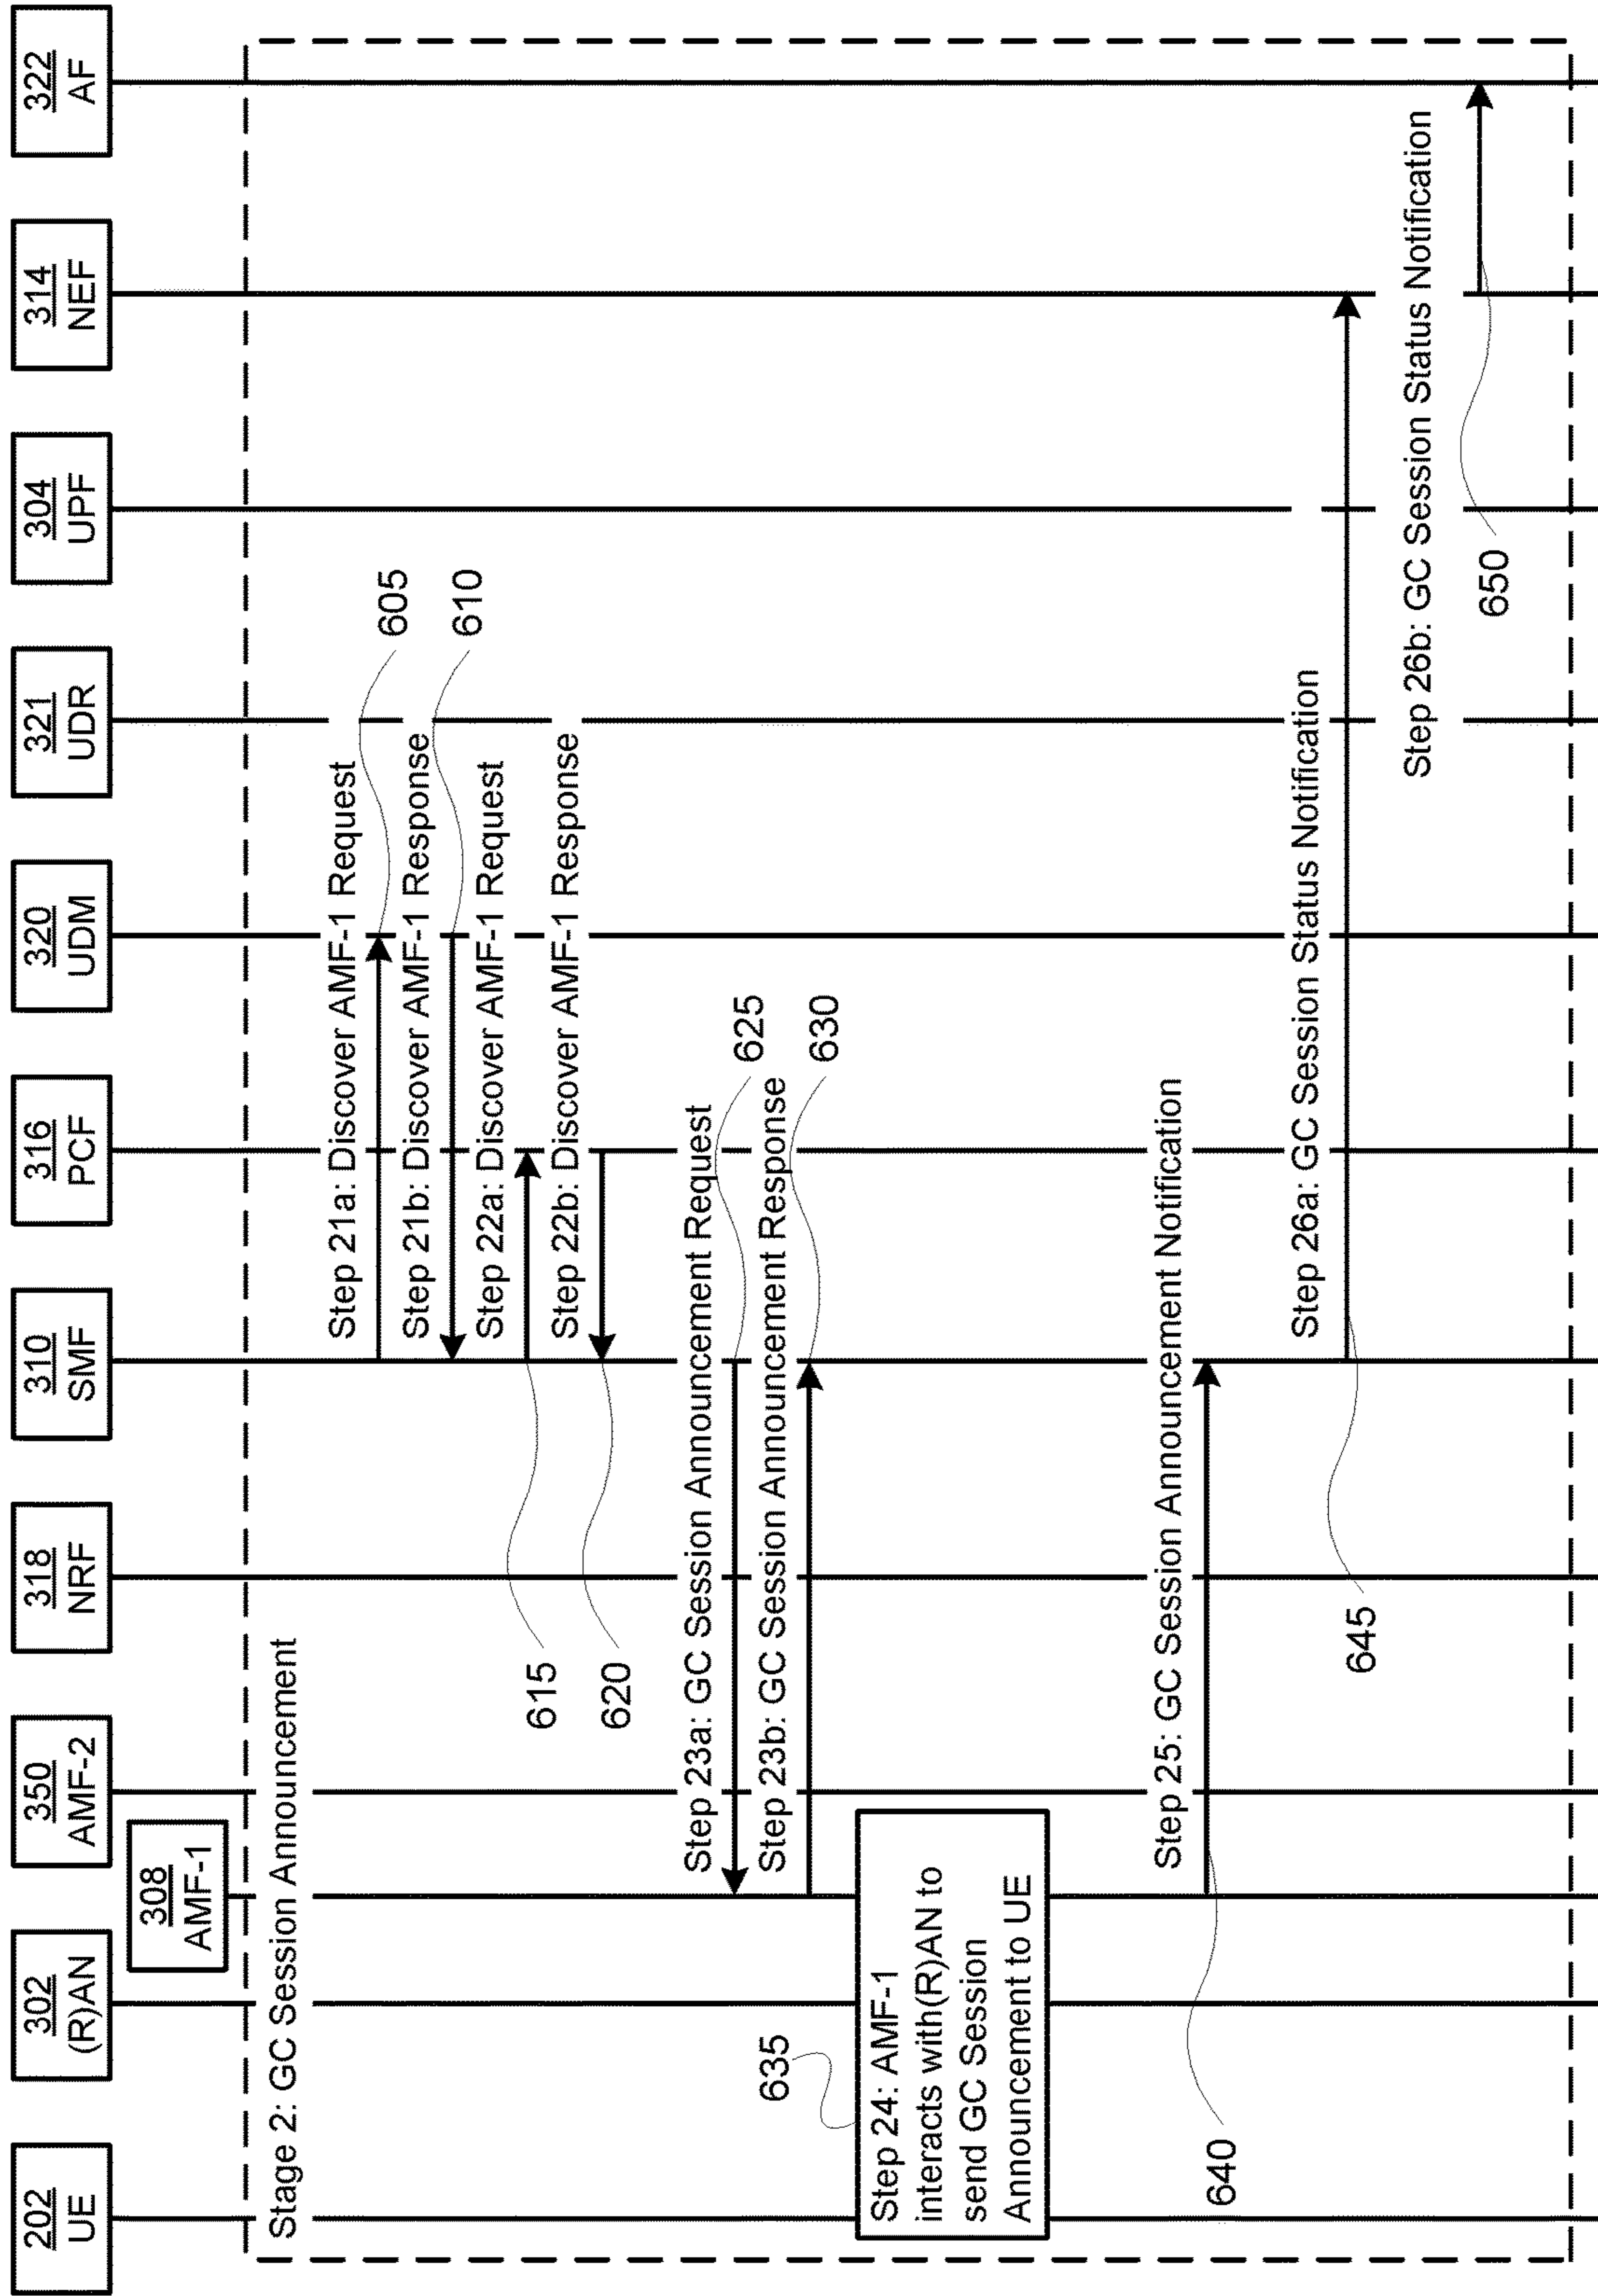 202
UE
302
(R)AN
308
AMF-1
350
AMF-2
318
NRF
310
SMF
316
PCF
320
UDM
321
UDR
304
UPF
314
NEF
322
AF
Stage 2: GC Session Announcement
Step 21a: Discover AMF-1 Request
605
Step 21b: Discover AMF-1 Response
610
Step 22a: Discover AMF-1 Request
615
Step 22b: Discover AMF-1 Response
620
Step 23a: GC Session Announcement Request
625
Step 23b: GC Session Announcement Response
630
635
Step 24: AMF-1
interacts with(R)AN to
send GC Session
Announcement to UE
Step 25: GC Session Announcement Notification
640
Step 26a: GC Session Status Notification
645
Step 26b: GC Session Status Notification
650